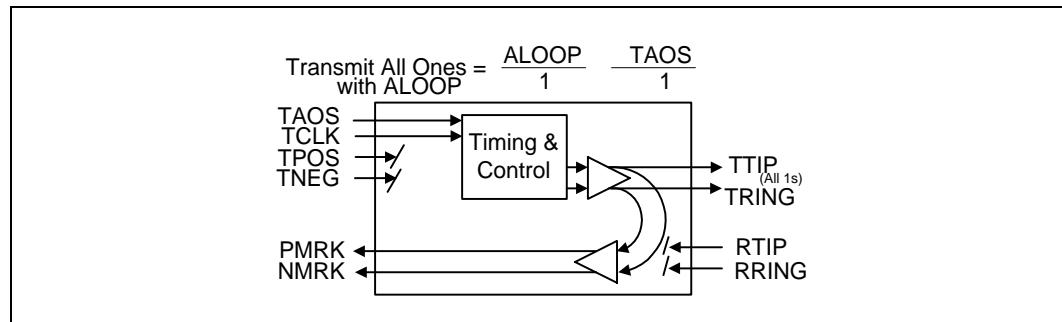 Transmit All Ones = ALOOP TAOS
with ALOOP 1 1
TAOS
TCLK
TPOS
TNEG
Timing &
Control
TTIP
(All 1s)
TRING
PMRK
NMRK
RTIP
RRING